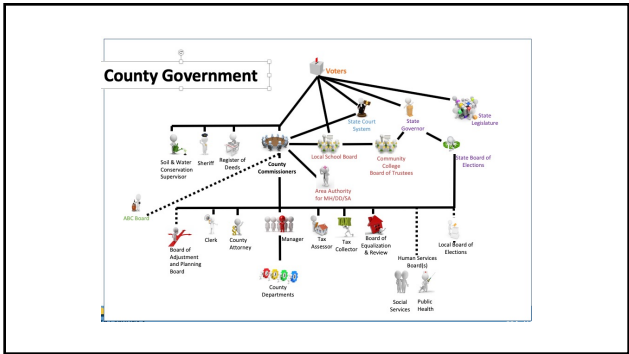 County Government
Voters
State Court
System
State
Governor
State
Legislature
Soil & Water
Conservation
Supervisor
Sheriff
Register of
Deeds
County
Commissioners
Local School Board
Community
College
Board of Trustees
State Board of
Elections
Area Authority
for MH/DD/SA
ABC Board
Board of
Adjustment
and Planning
Board
Clerk
County
Attorney
Manager
Tax
Assessor
Tax
Collector
Board of
Equalization
& Review
Human Services
Board(s)
Local Board of
Elections
County
Departments
Social
Services
Public
Health